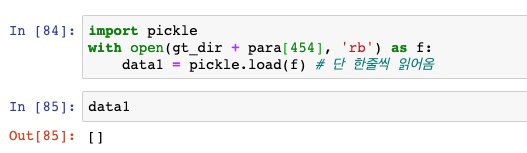 In [84]: import pickle
with open(gt_dir + para[454], 'rb') as f:
    data1 = pickle.load(f) # 단 한줄씩 읽어옴
In [85]: data1
Out[85]: []